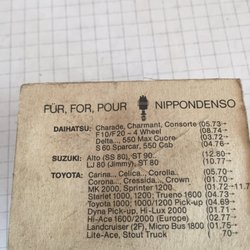 FÜR, FOR, POUR NIPPONDENSO
DAIHATSU: Charade, Charmant, Consorte (05.73→
F10/F20 – 4 Wheel (08.74→
Delta... 550 Max Cuore (3.72→
S 60 Sparcar, 550 Cab (04.76→
SUZUKI: Alto (SS 80), ST 90... (12.80→
LJ 80 (Jimmy), ST 80 (10.77→
TOYOTA: Carina... Celica... Corolla (05.70→
Corona... Cressida... Crown (01.70→
MK 2000, Sprinter 1200 (01.72→11.7
Starlet 1000, 1200, Trueno 1600 (01.73→
Toyota 1000, 1000/1200 Pick-up (04.69→
Dyna Pick-up, Hi-Lux 2000 (01.71→
Hi-Ace 1600/2000 (Europe) (02.77→
Landcruiser (2F), Micro Bus 1800 (01.70→
Lite-Ace, Stout Truck 70→